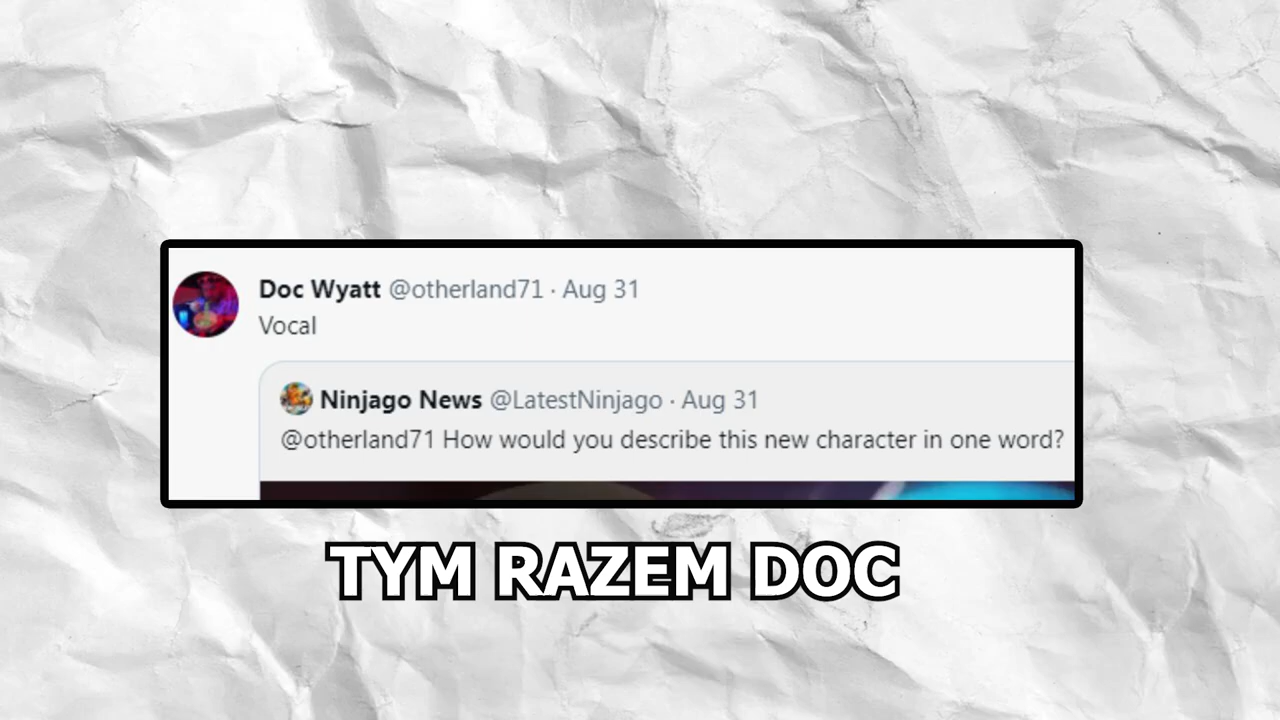 Doc Wyatt @otherland71 · Aug 31
Vocal
Ninjago News @LatestNinjago · Aug 31
@otherland71 How would you describe this new character in one word?
TYM RAZEM DOC